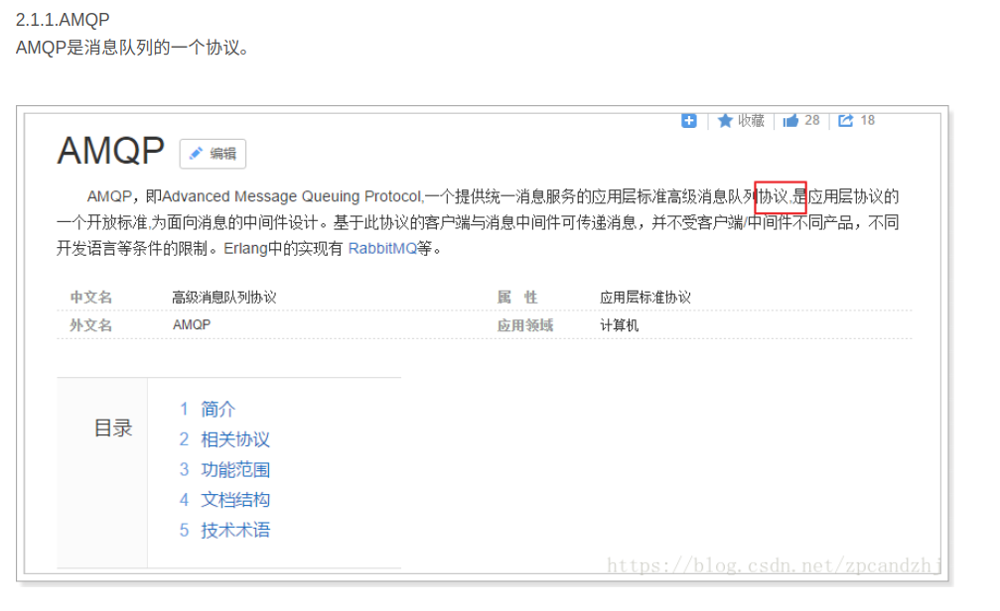 2.1.1.AMQP
AMQP是消息队列的一个协议。
收藏 28 18
AMQP 编辑
AMQP，即Advanced Message Queuing Protocol,一个提供统一消息服务的应用层标准高级消息队列协议,是应用层协议的
一个开放标准,为面向消息的中间件设计。基于此协议的客户端与消息中间件可传递消息，并不受客户端/中间件不同产品，不同
开发语言等条件的限制。Erlang中的实现有 RabbitMQ等。
中文名 高级消息队列协议 属 性 应用层标准协议
外文名 AMQP 应用领域 计算机
目录
1 简介
2 相关协议
3 功能范围
4 文档结构
5 技术术语
https://blog.csdn.net/zpcandzhj